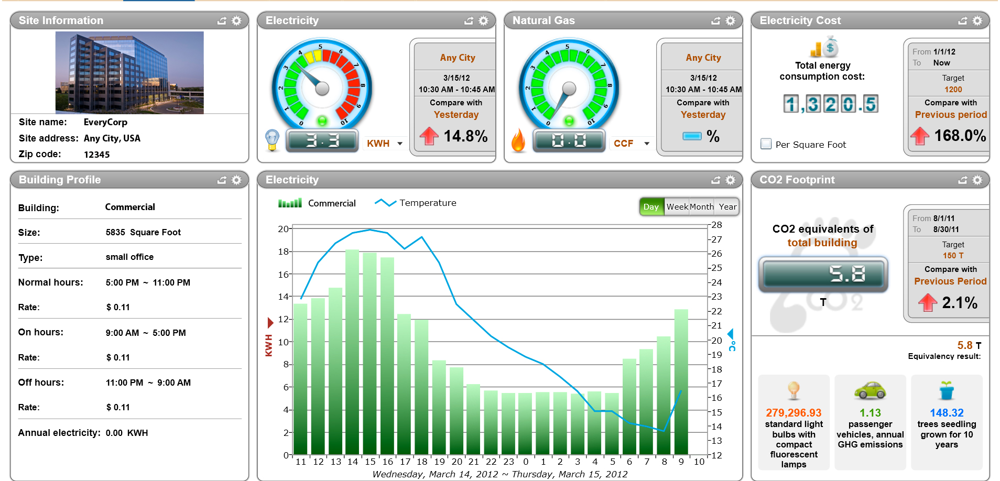 Site Information
Site name: EveryCorp
Site address: Any City, USA
Zip code: 12345
Electricity
0 1 2 3 4 5 6 7 8 9 10
3.3
KWH
Any City
3/15/12
10:30 AM - 10:45 AM
Compare with
Yesterday
14.8%
Natural Gas
0 1 2 3 4 5 6 7 8 9 10
0.0
CCF
Any City
3/15/12
10:30 AM - 10:45 AM
Compare with
Yesterday
%
Electricity Cost
$
Total energy
consumption cost:
1,320.5
Per Square Foot
From 1/1/12
To Now
Target
1200
Compare with
Previous period
168.0%
Building Profile
Building: Commercial
Size: 5835 Square Foot
Type: small office
Normal hours: 5:00 PM ~ 11:00 PM
Rate: $ 0.11
On hours: 9:00 AM ~ 5:00 PM
Rate: $ 0.11
Off hours: 11:00 PM ~ 9:00 AM
Rate: $ 0.11
Annual electricity: 0.00 KWH
Electricity
Commercial Temperature
Day Week Month Year
20
18
16
14
12
10
8
6
4
2
0
KWH
28
27
26
25
24
23
22
21
20
19
18
17
16
15
14
13
12
°C
11 12 13 14 15 16 17 18 19 20 21 22 23 0 1 2 3 4 5 6 7 8 9 10
Wednesday, March 14, 2012 ~ Thursday, March 15, 2012
CO2 Footprint
CO2 equivalents of
total building
5.8
T
CO2
From 8/1/11
To 8/30/11
Target
150 T
Compare with
Previous Period
2.1%
5.8 T
Equivalency result:
279,296.93
standard light
bulbs with
compact
fluorescent
lamps
1.13
passenger
vehicles, annual
GHG emissions
148.32
trees seedling
grown for 10
years